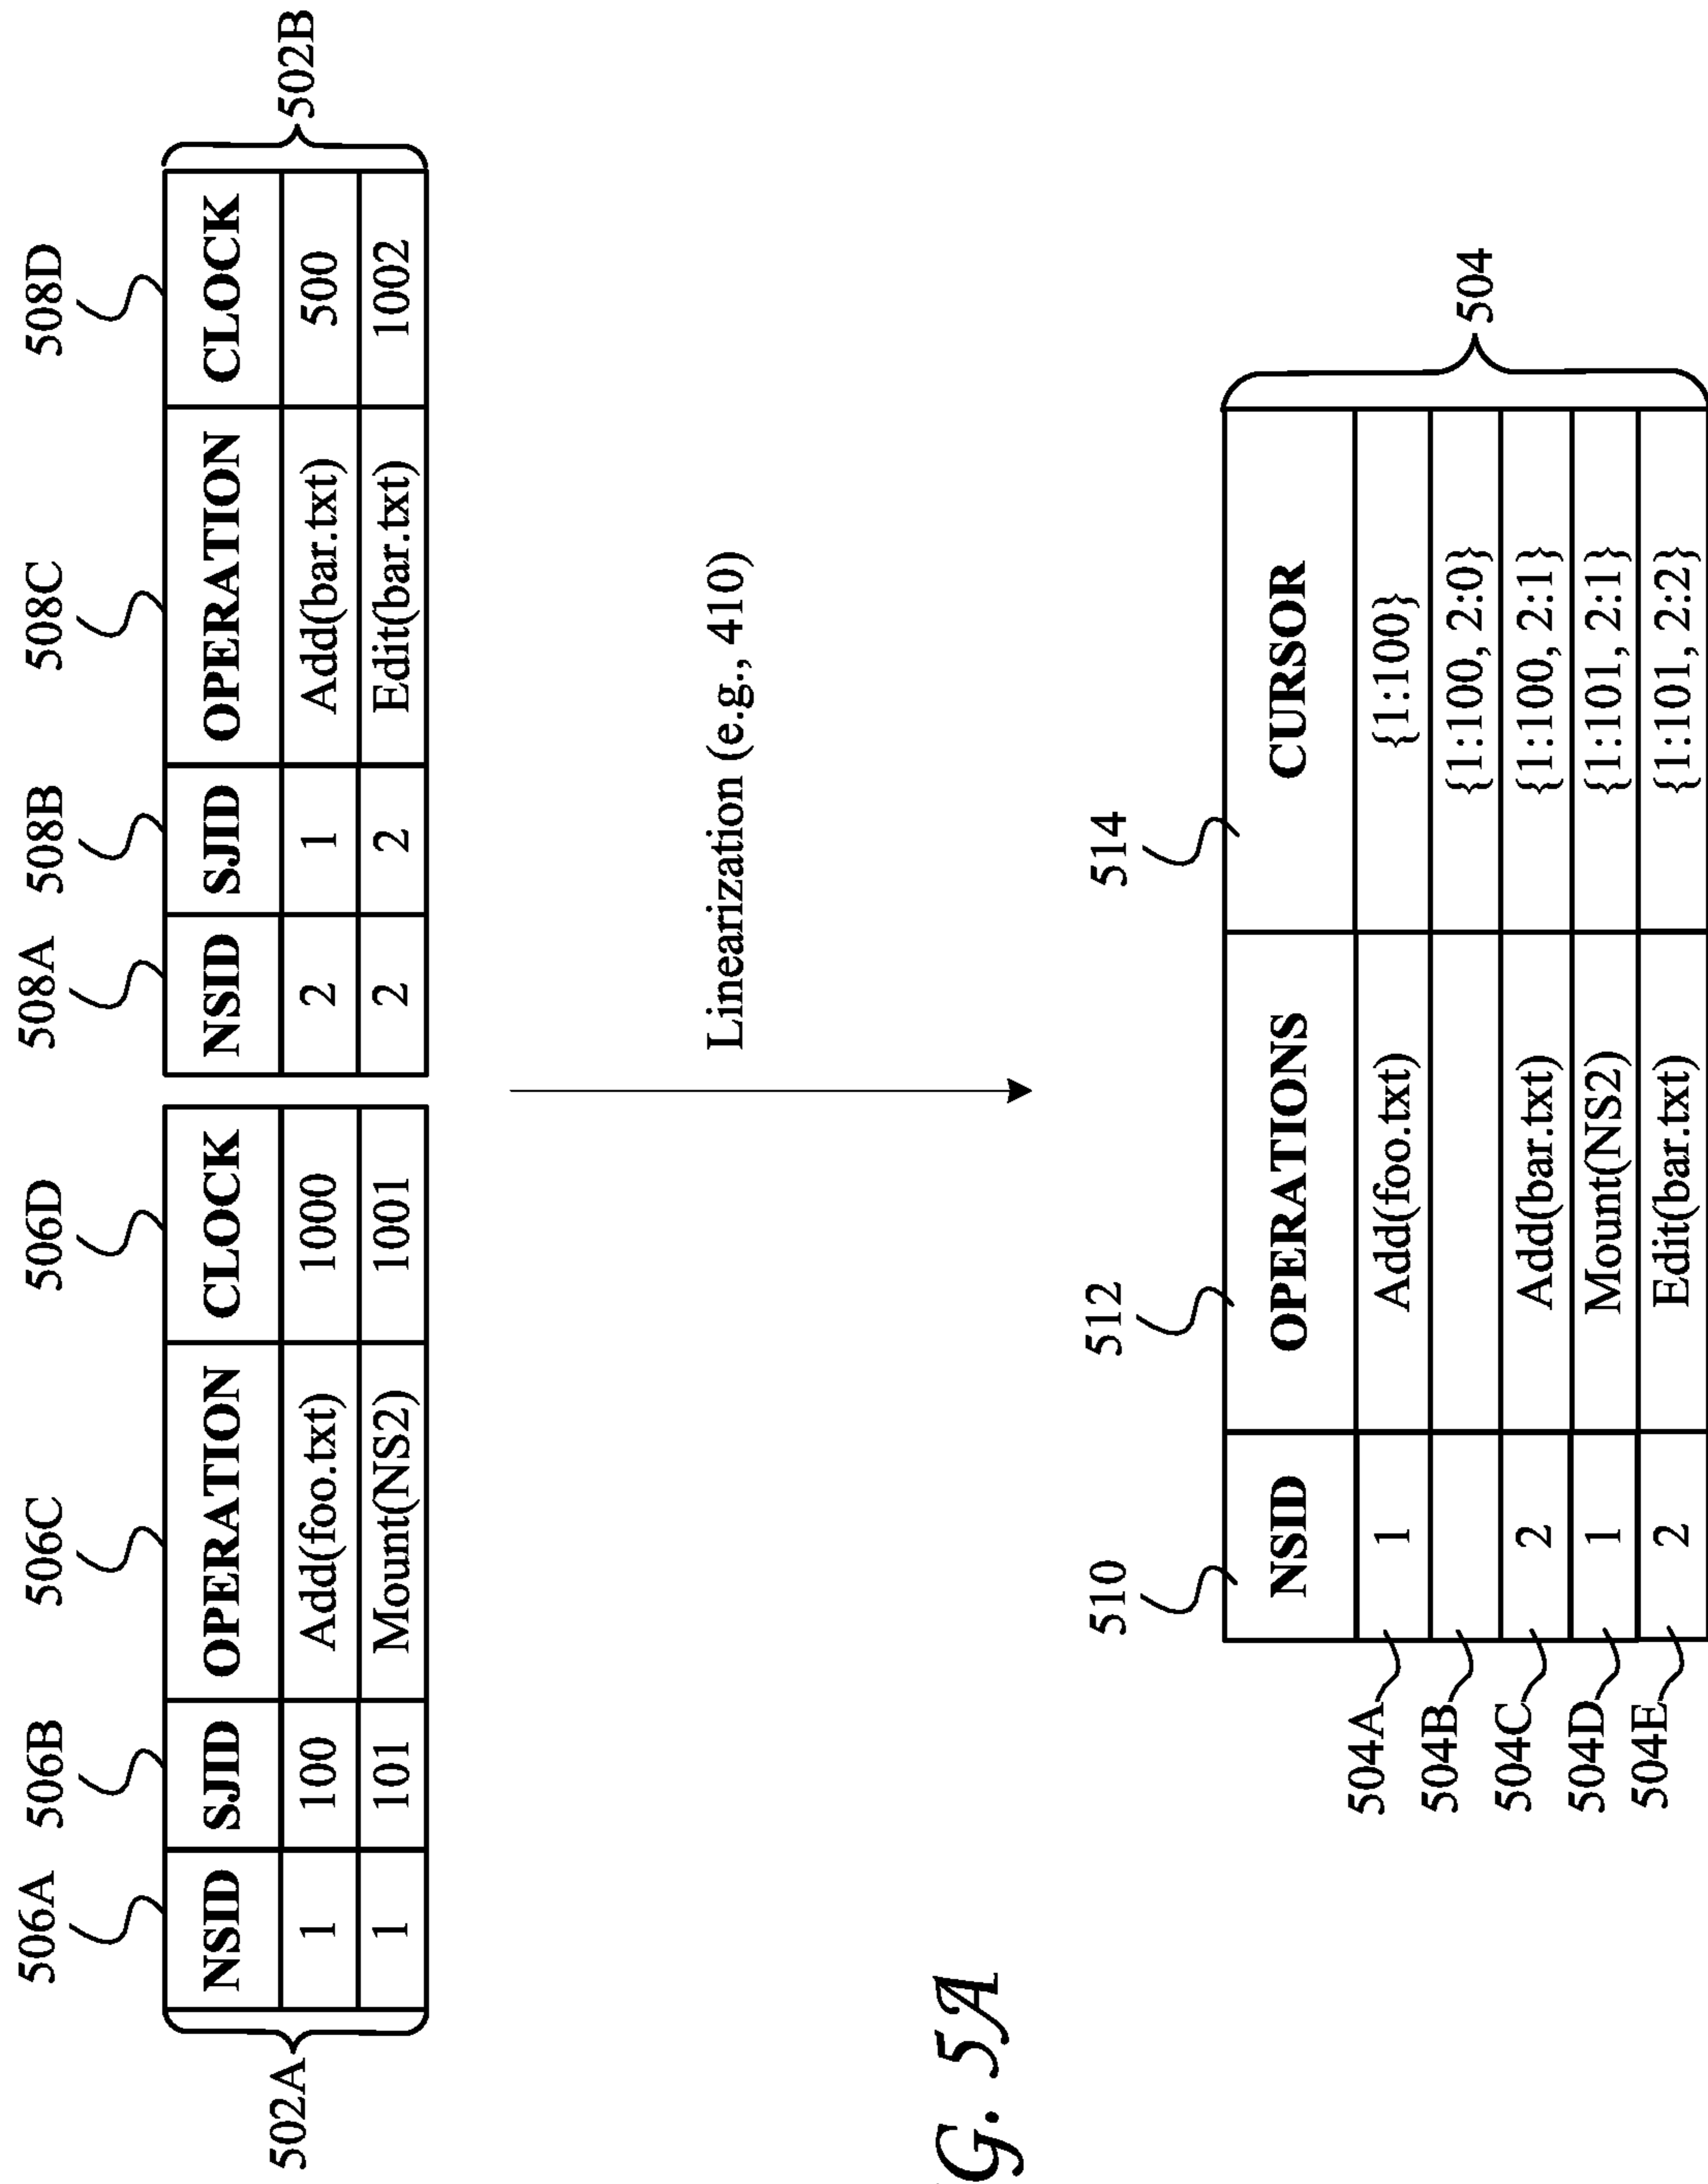 506A 506B 506C 506D 508A 508B 508C 508D
NSID SJID OPERATION CLOCK NSID SJID OPERATION CLOCK
1 100 Add(foo.txt) 1000 2 1 Add(bar.txt) 500
1 101 Mount(NS2) 1001 2 2 Edit(bar.txt) 1002
502A 502B
Linearization (e.g., 410)
G. 5A
510 512 514
NSID OPERATIONS CURSOR
504A 1 Add(foo.txt) {1:100}
504B {1:100, 2:0}
504C 2 Add(bar.txt) {1:100, 2:1}
504D 1 Mount(NS2) {1:101, 2:1}
504E 2 Edit(bar.txt) {1:101, 2:2}
504